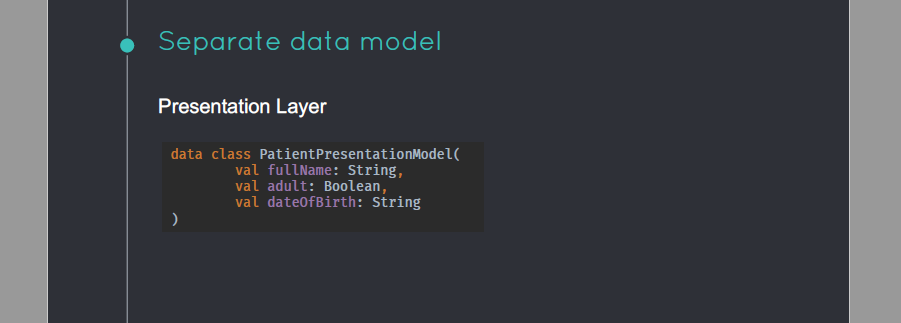 Separate data model
Presentation Layer
data class PatientPresentationModel(
        val fullName: String,
        val adult: Boolean,
        val dateOfBirth: String
)